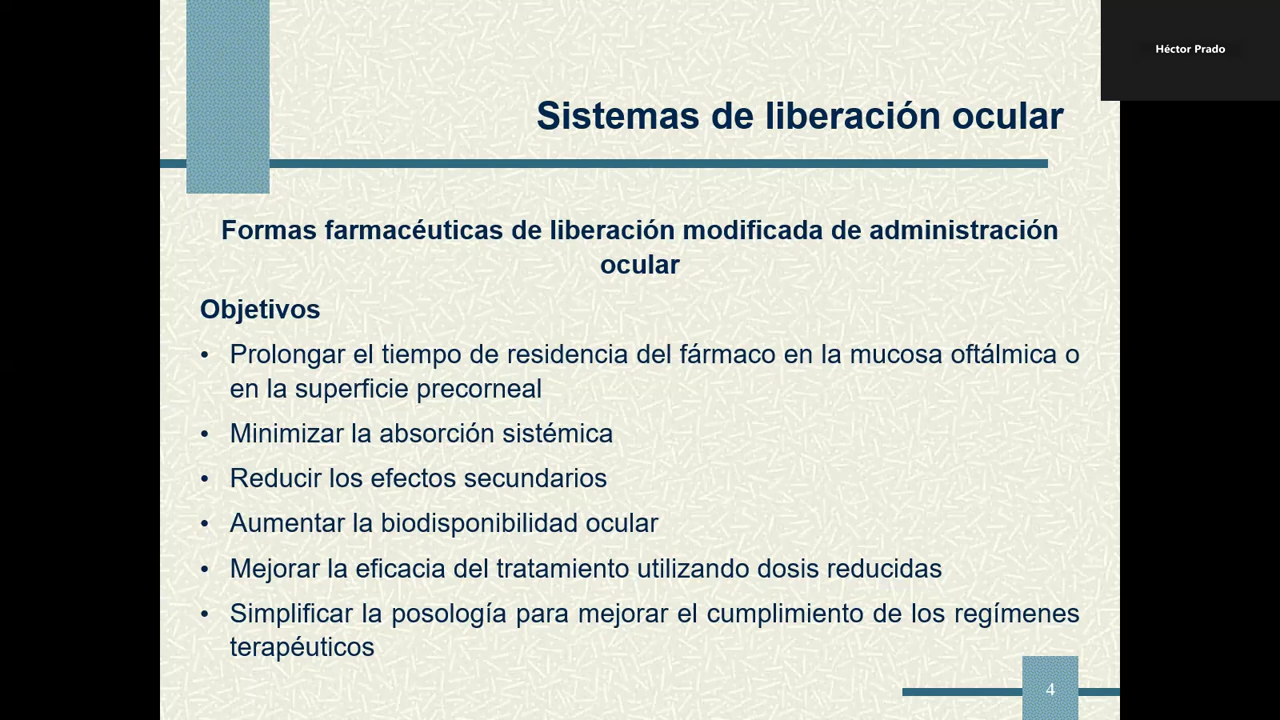 Héctor Prado
Sistemas de liberación ocular
Formas farmacéuticas de liberación modificada de administración
ocular
Objetivos
• Prolongar el tiempo de residencia del fármaco en la mucosa oftálmica o
en la superficie precorneal
• Minimizar la absorción sistémica
• Reducir los efectos secundarios
• Aumentar la biodisponibilidad ocular
• Mejorar la eficacia del tratamiento utilizando dosis reducidas
• Simplificar la posología para mejorar el cumplimiento de los regímenes
terapéuticos
4